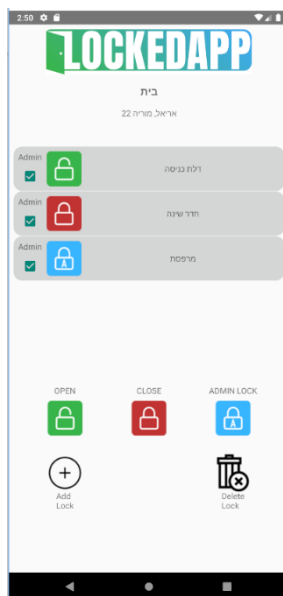 2:50
LOCKEDAPP
בית
אריאל, מוריה 22
Admin
דלת כניסה
Admin
חדר שינה
Admin
A
מרפסת
OPEN
CLOSE
ADMIN LOCK
A
Add
Lock
Delete
Lock